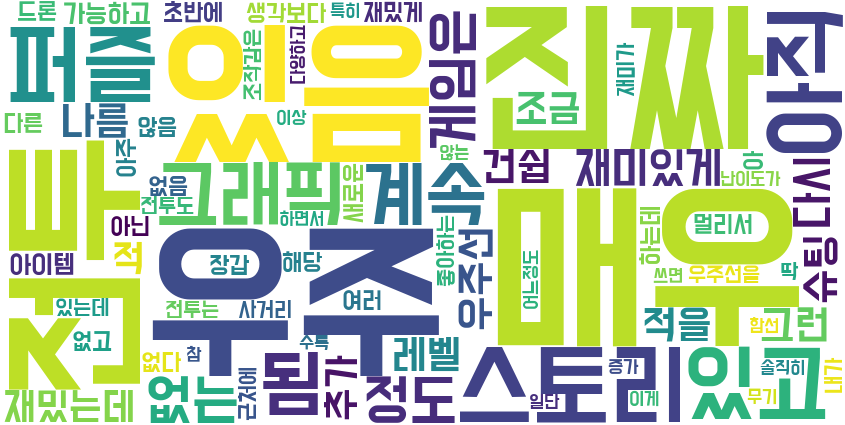 드론
가능하고
초반에
생각보다
특히
재밌게
퍼즐
있음
조작감은
다양하고
게임은
진짜
재미가
조금
아직
다른
나름
않음
이상
아주
바로
없음
전투도
그래픽
새로운
하면서
계속
않는
건쉽
재미있게
히
난이도가
다시
아닌
적
아이템
전
우주
장갑
해당
여러
우주선
좋아하는
어느정도
매우
하는데
멀리서
쓰면
우주선을
딱
슈팅
있는데
없고
전투는
사거리
수록
참
없다
레벨
적을
함선
그런
재밌는데
없는
근처에
됨
추가
정도
스토리
일단
증가
이게
있고
솔직히
무기
내가